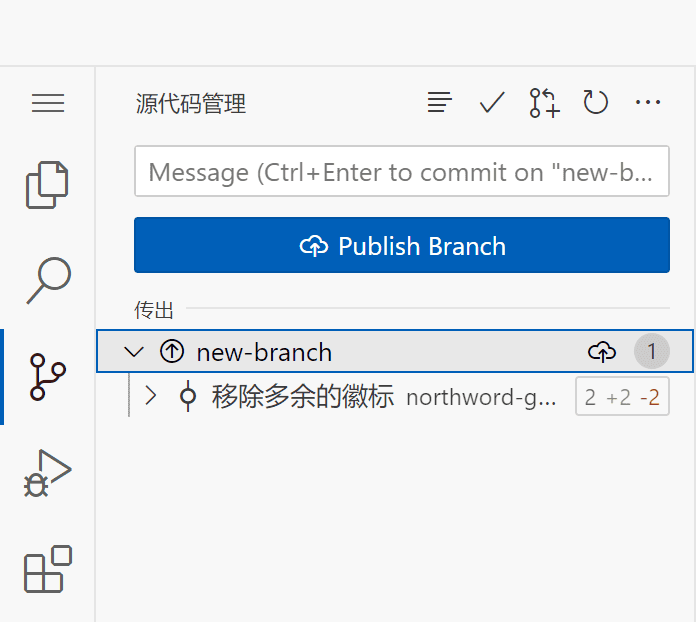 源代码管理
Message (Ctrl+Enter to commit on "new-b...
Publish Branch
传出
new-branch 1
移除多余的徽标 northword-g... 2 +2 -2